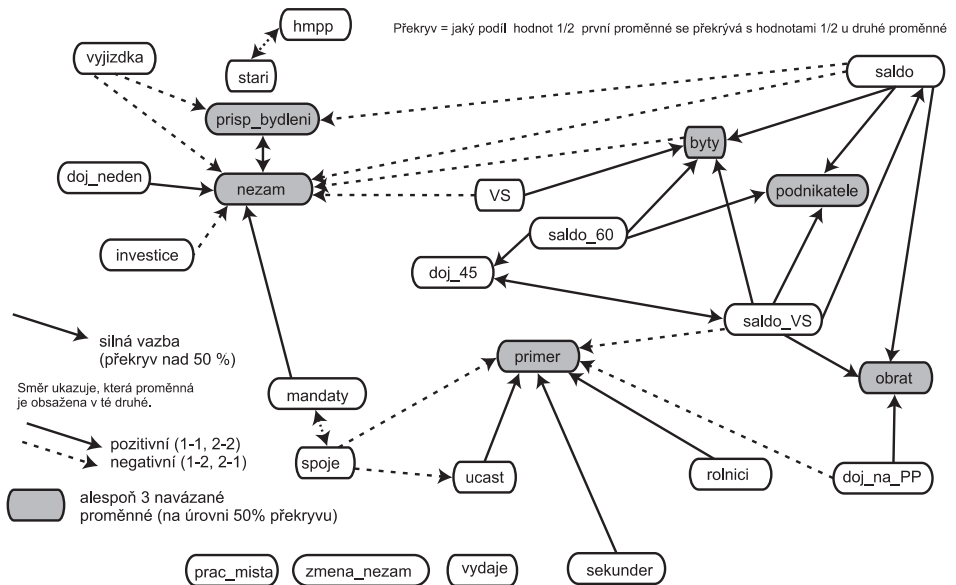 hmpp
Překryv = jaký podíl hodnot 1/2 první proměnné se překrývá s hodnotami 1/2 u druhé proměnné
vyjizdka
stari
saldo
prisp_bydleni
byty
doj_neden
nezam
VS
podnikatele
saldo_60
investice
doj_45
saldo_VS
silná vazba
(překryv nad 50 %)
primer
obrat
Směr ukazuje, která proměnná
je obsažena v té druhé.
mandaty
pozitivní (1-1, 2-2)
negativní (1-2, 2-1)
spoje
ucast
rolnici
doj_na_PP
alespoň 3 navázané
proměnné (na úrovni 50% překryvu)
prac_mista
zmena_nezam
vydaje
sekunder